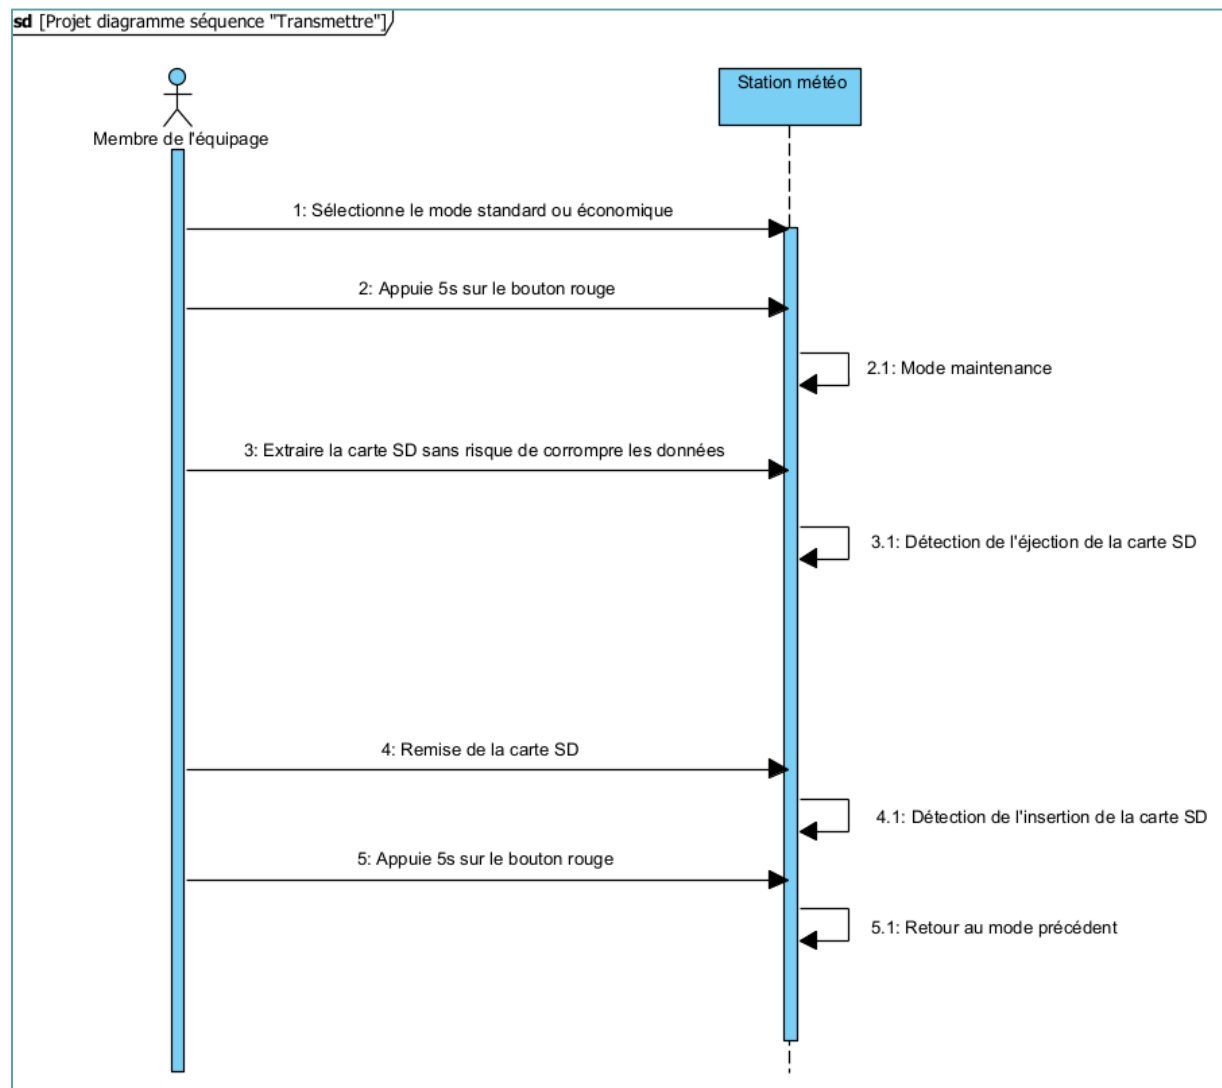 sd [Projet diagramme séquence "Transmettre"]
Station météo
Membre de l'équipage
1: Sélectionne le mode standard ou économique
2: Appuie 5s sur le bouton rouge
2.1: Mode maintenance
3: Extraire la carte SD sans risque de corrompre les données
3.1: Détection de l'éjection de la carte SD
4: Remise de la carte SD
4.1: Détection de l'insertion de la carte SD
5: Appuie 5s sur le bouton rouge
5.1: Retour au mode précédent